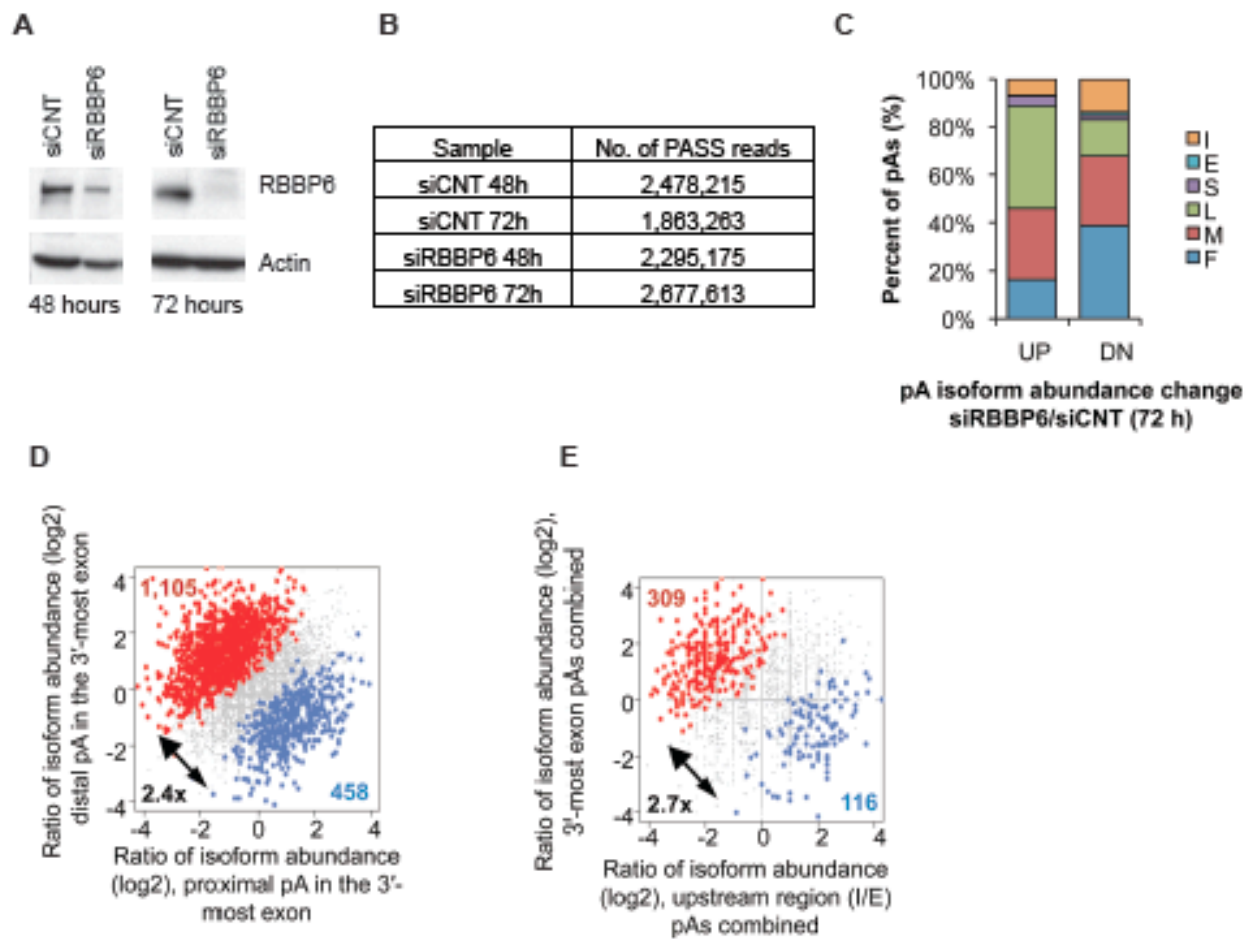 A
siCNT
siRBBP6
siCNT
siRBBP6
RBBP6
Actin
48 hours
72 hours
B
Sample No. of PASS reads
siCNT 48h 2,478,215
siCNT 72h 1,863,263
siRBBP6 48h 2,295,175
siRBBP6 72h 2,677,613
C
Percent of pAs (%)
100%
80%
60%
40%
20%
0%
UP DN
I
E
S
L
M
F
pA isoform abundance change
siRBBP6/siCNT (72 h)
D
Ratio of isoform abundance (log2)
distal pA in the 3'-most exon
4
2
0
-2
-4
1,105
2.4x
458
-4 -2 0 2 4
Ratio of isoform abundance
(log2), proximal pA in the 3'-
most exon
E
Ratio of isoform abundance (log2),
3'-most exon pAs combined
4
2
0
-2
-4
309
2.7x
116
-4 -2 0 2 4
Ratio of isoform abundance
(log2), upstream region (I/E)
pAs combined